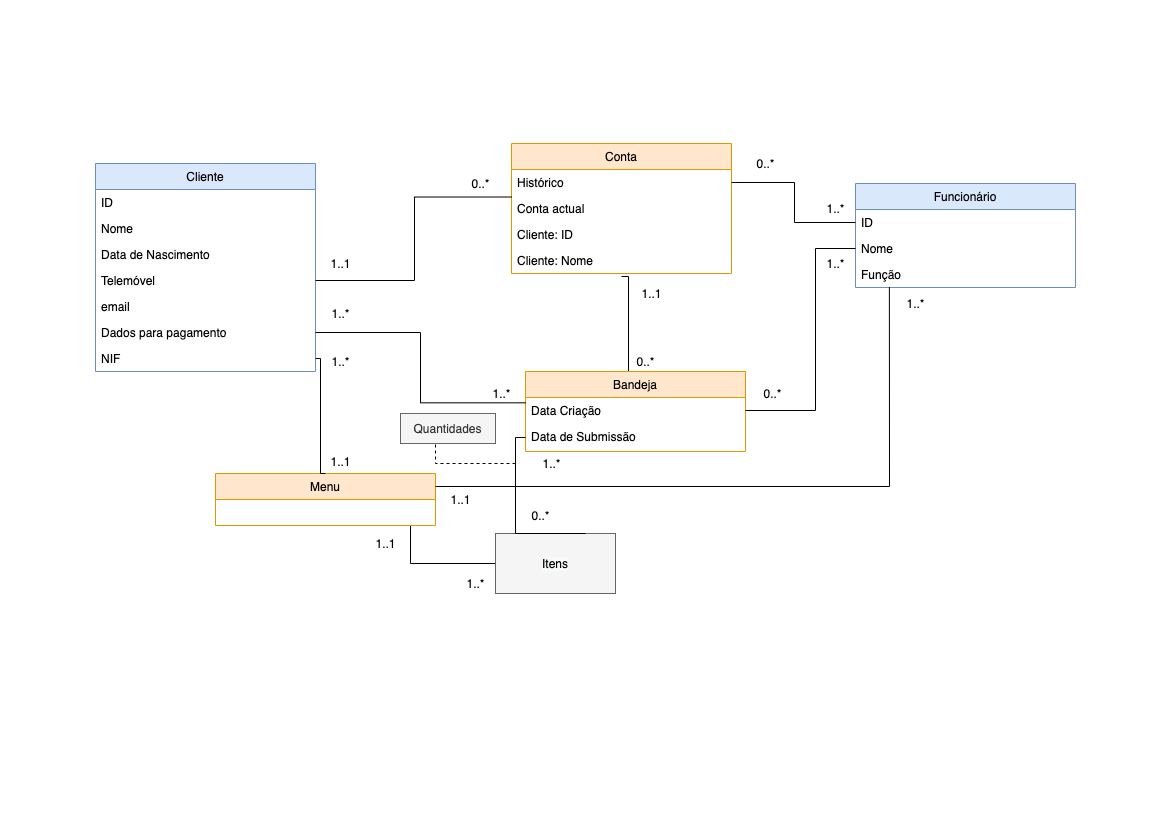 Cliente
ID
Nome
Data de Nascimento
Telemóvel
email
Dados para pagamento
NIF
1..1
1..*
1..*
0..*
Conta
Histórico
Conta actual
Cliente: ID
Cliente: Nome
0..*
1..*
Funcionário
ID
Nome
Função
1..*
1..*
1..1
0..*
1..*
Bandeja
Data Criação
Data de Submissão
0..*
Quantidades
1..*
1..1
Menu
1..1
0..*
1..1
Itens
1..*